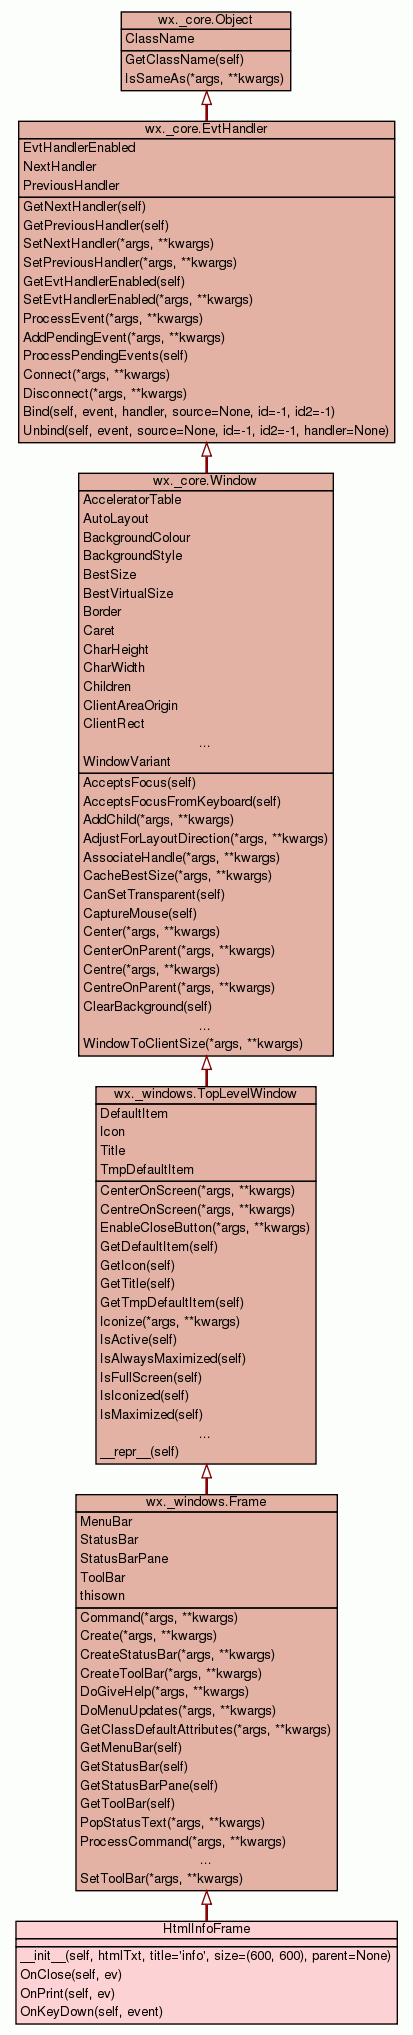 wx._core.Object
ClassName
GetClassName(self)
IsSameAs(*args, **kwargs)
wx._core.EvtHandler
EvtHandlerEnabled
NextHandler
PreviousHandler
GetNextHandler(self)
GetPreviousHandler(self)
SetNextHandler(*args, **kwargs)
SetPreviousHandler(*args, **kwargs)
GetEvtHandlerEnabled(self)
SetEvtHandlerEnabled(*args, **kwargs)
ProcessEvent(*args, **kwargs)
AddPendingEvent(*args, **kwargs)
ProcessPendingEvents(self)
Connect(*args, **kwargs)
Disconnect(*args, **kwargs)
Bind(self, event, handler, source=None, id=-1, id2=-1)
Unbind(self, event, source=None, id=-1, id2=-1, handler=None)
wx._core.Window
AcceleratorTable
AutoLayout
BackgroundColour
BackgroundStyle
BestSize
BestVirtualSize
Border
Caret
CharHeight
CharWidth
Children
ClientAreaOrigin
ClientRect
...
WindowVariant
AcceptsFocus(self)
AcceptsFocusFromKeyboard(self)
AddChild(*args, **kwargs)
AdjustForLayoutDirection(*args, **kwargs)
AssociateHandle(*args, **kwargs)
CacheBestSize(*args, **kwargs)
CanSetTransparent(self)
CaptureMouse(self)
Center(*args, **kwargs)
CenterOnParent(*args, **kwargs)
Centre(*args, **kwargs)
CentreOnParent(*args, **kwargs)
ClearBackground(self)
...
WindowToClientSize(*args, **kwargs)
wx._windows.TopLevelWindow
DefaultItem
Icon
Title
TmpDefaultItem
CenterOnScreen(*args, **kwargs)
CentreOnScreen(*args, **kwargs)
EnableCloseButton(*args, **kwargs)
GetDefaultItem(self)
GetIcon(self)
GetTitle(self)
GetTmpDefaultItem(self)
Iconize(*args, **kwargs)
IsActive(self)
IsAlwaysMaximized(self)
IsFullScreen(self)
IsIconized(self)
IsMaximized(self)
...
__repr__(self)
wx._windows.Frame
MenuBar
StatusBar
StatusBarPane
ToolBar
thisown
Command(*args, **kwargs)
Create(*args, **kwargs)
CreateStatusBar(*args, **kwargs)
CreateToolBar(*args, **kwargs)
DoGiveHelp(*args, **kwargs)
DoMenuUpdates(*args, **kwargs)
GetClassDefaultAttributes(*args, **kwargs)
GetMenuBar(self)
GetStatusBar(self)
GetStatusBarPane(self)
GetToolBar(self)
PopStatusText(*args, **kwargs)
ProcessCommand(*args, **kwargs)
...
SetToolBar(*args, **kwargs)
HtmlInfoFrame
__init__(self, htmlTxt, title='info', size=(600, 600), parent=None)
OnClose(self, ev)
OnPrint(self, ev)
OnKeyDown(self, event)